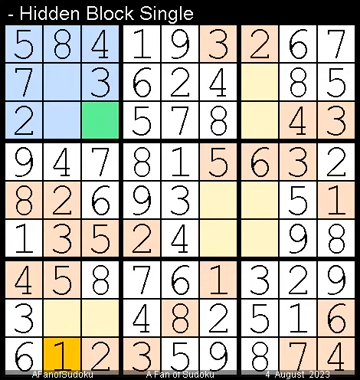 - Hidden Block Single
5 8 4 1 9 3 2 6 7
7 3 6 2 4 8 5
2 5 7 8 4 3
9 4 7 8 1 5 6 3 2
8 2 6 9 3 5 1
1 3 5 2 4 9 8
4 5 8 7 6 1 3 2 9
3 4 8 2 5 1 6
6 1 2 3 5 9 8 7 4
AFanofSudoku A Fan of Sudoku 4 August 2023